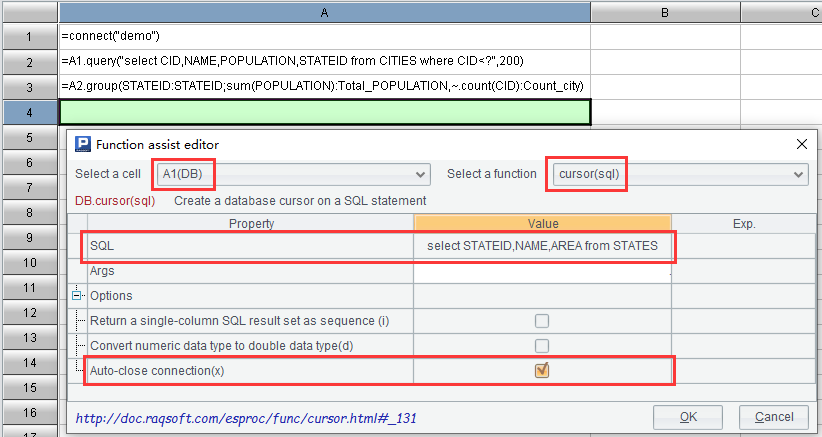 A B C
1 =connect("demo")
2 =A1.query("select CID,NAME,POPULATION,STATEID from CITIES where CID<?",200)
3 =A2.group(STATEID:STATEID;sum(POPULATION):Total_POPULATION,~.count(CID):Count_city)
4
5
Function assist editor
6
Select a cell A1(DB) Select a function cursor(sql)
7
DB.cursor(sql) Create a database cursor on a SQL statement
8
Property Value Exp.
9 SQL select STATEID,NAME,AREA from STATES
10 Args
11 Options
12 Return a single-column SQL result set as sequence (i)
13 Convert numeric data type to double data type(d)
14 Auto-close connection(x)
15
16 http://doc.raqsoft.com/esproc/func/cursor.html#_131 OK Cancel
17